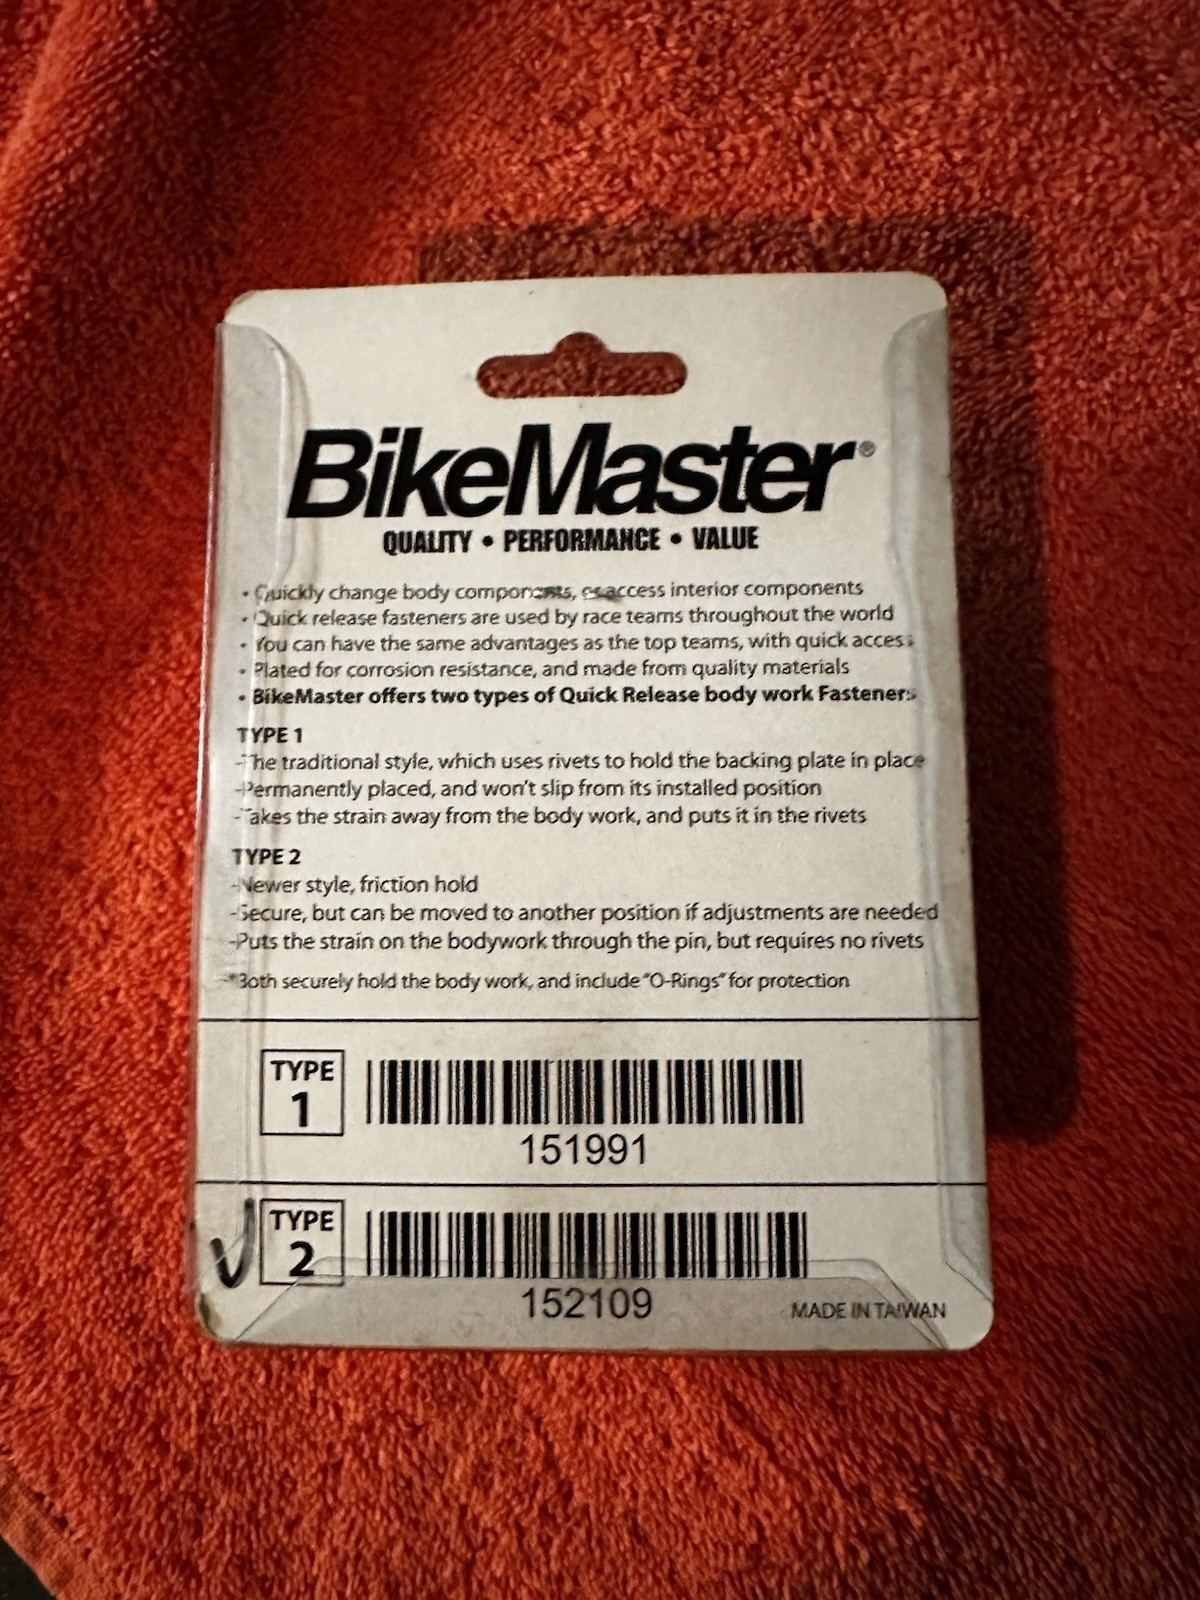 BikeMaster®
QUALITY • PERFORMANCE • VALUE
• Quickly change body components, or access interior components
• Quick release fasteners are used by race teams throughout the world
• You can have the same advantages as the top teams, with quick access
• Plated for corrosion resistance, and made from quality materials
• BikeMaster offers two types of Quick Release body work Fasteners
TYPE 1
-The traditional style, which uses rivets to hold the backing plate in place
-Permanently placed, and won't slip from its installed position
-Takes the strain away from the body work, and puts it in the rivets
TYPE 2
-Newer style, friction hold
-Secure, but can be moved to another position if adjustments are needed
-Puts the strain on the bodywork through the pin, but requires no rivets
*Both securely hold the body work, and include "O-Rings" for protection
TYPE
1
151991
TYPE
2
152109
MADE IN TAIWAN